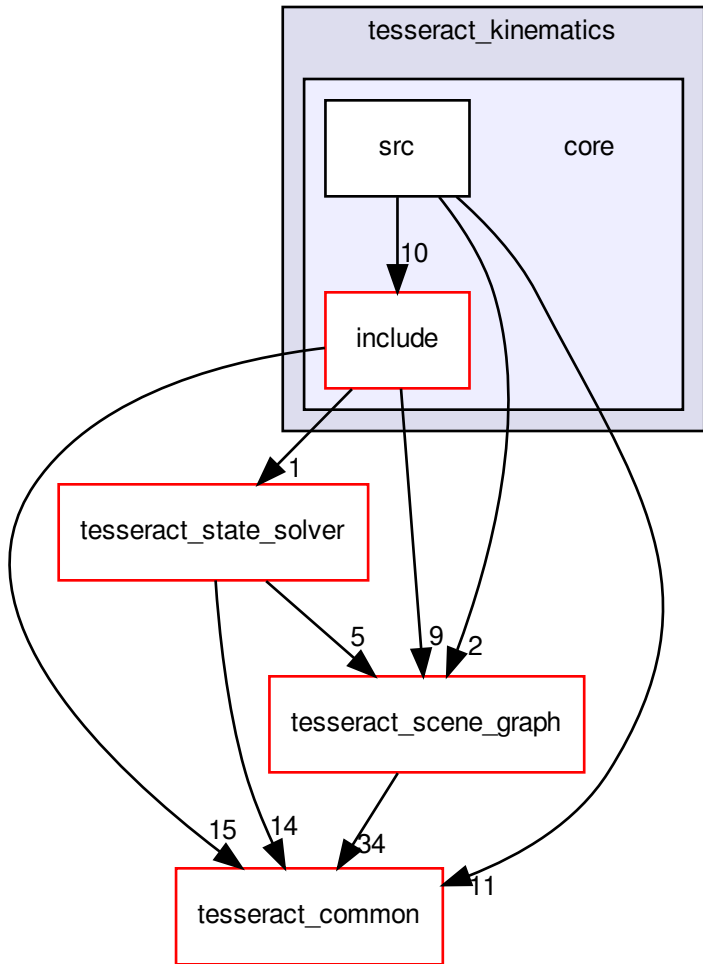 tesseract_kinematics
src
core
10
include
1
tesseract_state_solver
5
9
2
tesseract_scene_graph
15
14
34
11
tesseract_common